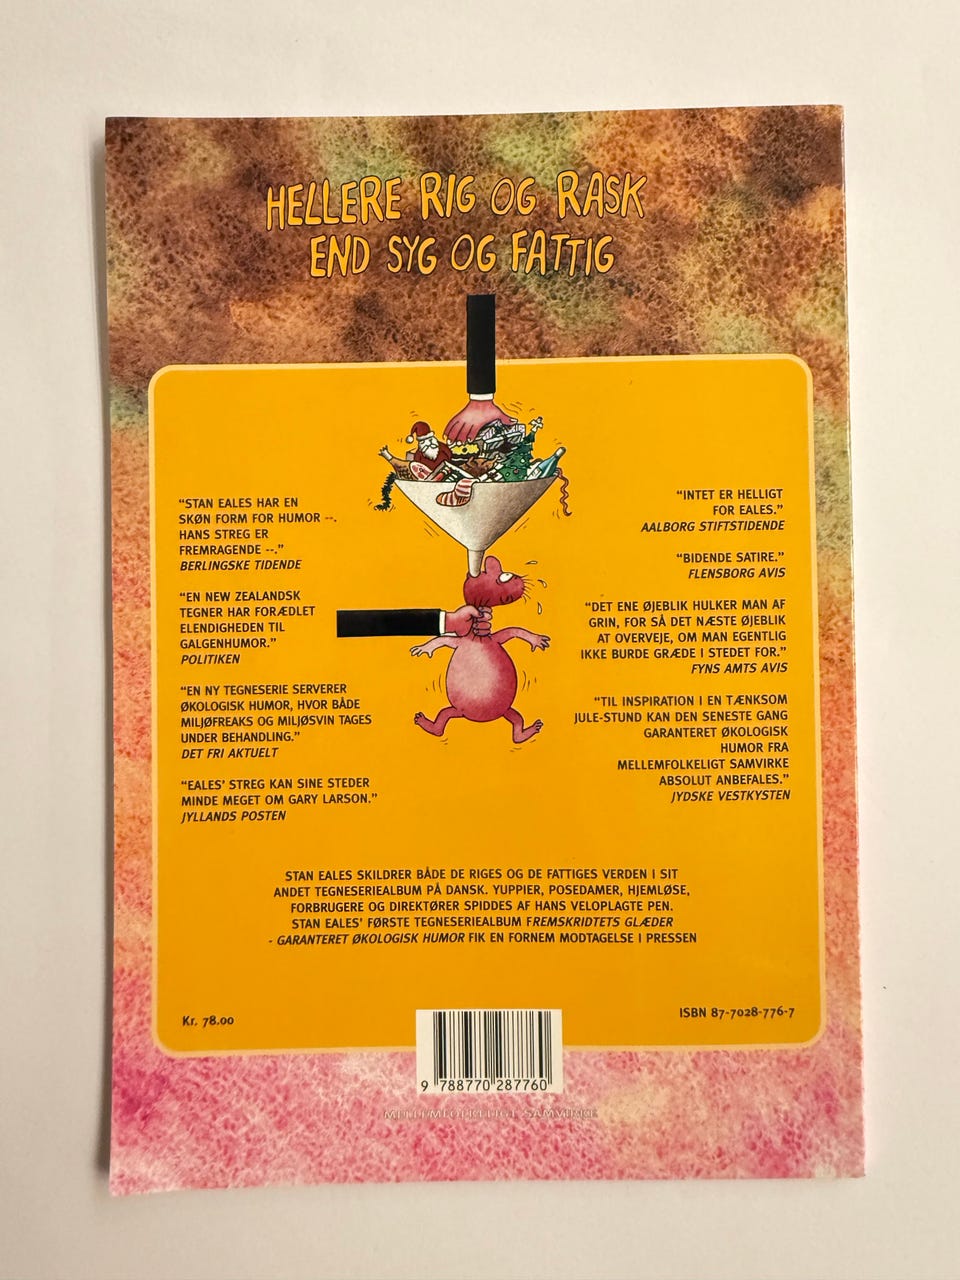 HELLERE RIG OG RASK
END SYG OG FATTIG
"STAN EALES HAR EN
SKØN FORM FOR HUMOR --.
HANS STREG ER
FREMRAGENDE --."
BERLINGSKE TIDENDE
"EN NEW ZEALANDSK
TEGNER HAR FORÆDLET
ELENDIGHEDEN TIL
GALGENHUMOR."
POLITIKEN
"EN NY TEGNESERIE SERVERER
ØKOLOGISK HUMOR, HVOR BÅDE
MILJØFREAKS OG MILJØSVIN TAGES
UNDER BEHANDLING."
DET FRI AKTUELT
"EALES' STREG KAN SINE STEDER
MINDE MEGET OM GARY LARSON."
JYLLANDS POSTEN
"INTET ER HELLIGT
FOR EALES."
AALBORG STIFTSTIDENDE
"BIDENDE SATIRE."
FLENSBORG AVIS
"DET ENE ØJEBLIK HULKER MAN AF
GRIN, FOR SÅ DET NÆSTE ØJEBLIK
AT OVERVEJE, OM MAN EGENTLIG
IKKE BURDE GRÆDE I STEDET FOR."
FYNS AMTS AVIS
"TIL INSPIRATION I EN TÆNKSOM
JULE-STUND KAN DEN SENESTE GANG
GARANTERET ØKOLOGISK
HUMOR FRA
MELLEMFOLKELIGT SAMVIRKE
ABSOLUT ANBEFALES."
JYDSKE VESTKYSTEN
STAN EALES SKILDRER BÅDE DE RIGES OG DE FATTIGES VERDEN I SIT
ANDET TEGNESERIEALBUM PÅ DANSK. YUPPIER, POSEDAMER, HJEMLØSE,
FORBRUGERE OG DIREKTØRER SPIDDES AF HANS VELOPLAGTE PEN.
STAN EALES' FØRSTE TEGNESERIEALBUM FREMSKRIDTETS GLÆDER
- GARANTERET ØKOLOGISK HUMOR FIK EN FORNEM MODTAGELSE I PRESSEN
Kr. 78.00
ISBN 87-7028-776-7
9 788770 287760
MELLEMFOLKELIGT SAMVIRKE